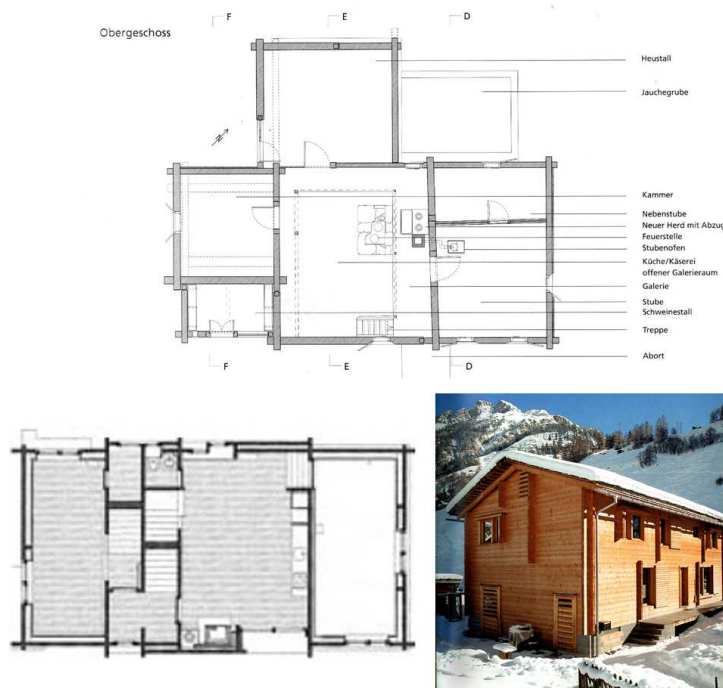 F
E
D
Obergeschoss
Heustall
Jauchegrube
N
Kammer
Nebenstube
Neuer Herd mit Abzug
Feuerstelle
Stubenofen
Küche/Käserei
offener Galerieraum
Galerie
Stube
Schweinestall
Treppe
Abort
F
E
D